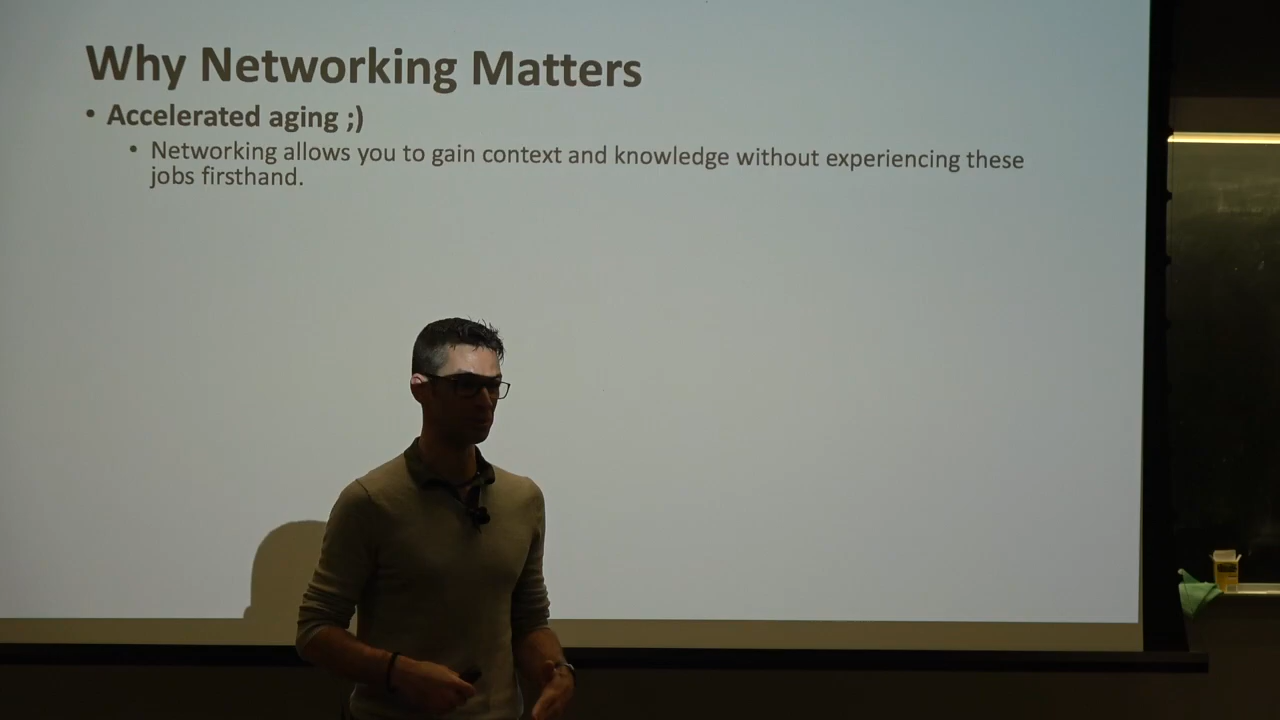 Why Networking Matters
• Accelerated aging ;)
• Networking allows you to gain context and knowledge without experiencing these
jobs firsthand.